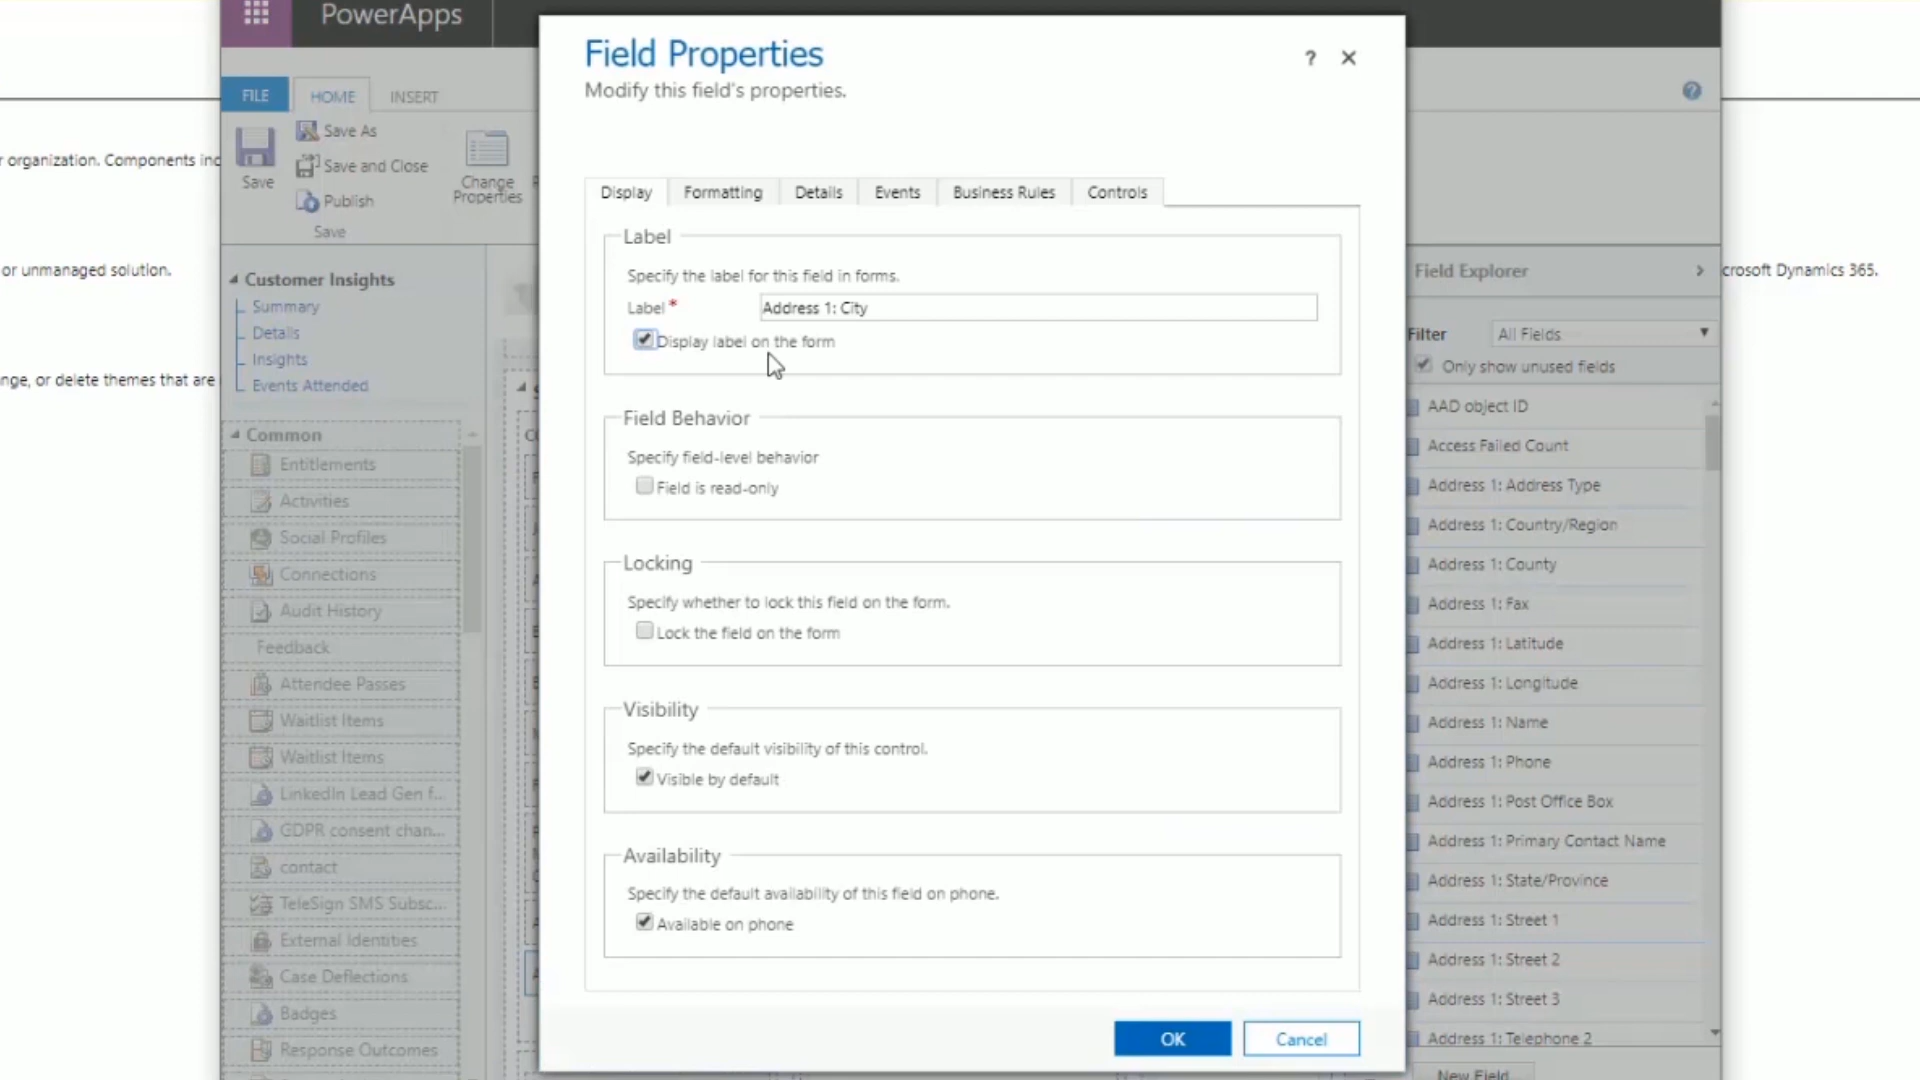 PowerApps
FILE
HOME
INSERT
Save
Save As
Save and Close
Publish
Change
Properties
Save
r organization. Components inc
or unmanaged solution.
nge, or delete themes that are
Customer Insights
Summary
Details
Insights
Events Attended
Common
Entitlements
Activities
Social Profiles
Connections
Audit History
Feedback
Attendee Passes
Waitlist Items
Waitlist Items
LinkedIn Lead Gen f...
GDPR consent chan...
contact
TeleSign SMS Subsc...
External Identities
Case Deflections
Badges
Response Outcomes
Field Properties
?
Modify this field's properties.
Display
Formatting
Details
Events
Business Rules
Controls
Label
Specify the label for this field in forms.
Label*
Address 1: City
Display label on the form
Field Behavior
Specify field-level behavior
Field is read-only
Locking
Specify whether to lock this field on the form.
Lock the field on the form
Visibility
Specify the default visibility of this control.
Visible by default
Availability
Specify the default availability of this field on phone.
Available on phone
OK
Cancel
?
Field Explorer
crosoft Dynamics 365.
Filter
All Fields
Only show unused fields
AAD object ID
Access Failed Count
Address 1: Address Type
Address 1: Country/Region
Address 1: County
Address 1: Fax
Address 1: Latitude
Address 1: Longitude
Address 1: Name
Address 1: Phone
Address 1: Post Office Box
Address 1: Primary Contact Name
Address 1: State/Province
Address 1: Street 1
Address 1: Street 2
Address 1: Street 3
Address 1: Telephone 2
New Field